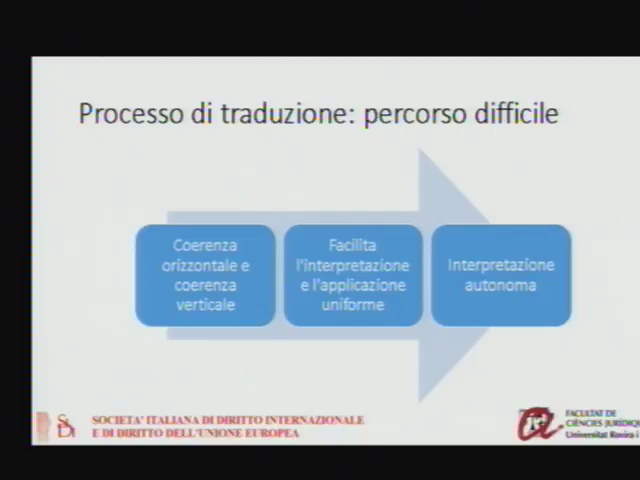 Processo di traduzione: percorso difficile
Coerenza
orizzontale e
coerenza
verticale
Facilita
l'interpretazione
e l'applicazione
uniforme
Interpretazione
autonoma
SOCIETA' ITALIANA DI DIRITTO INTERNAZIONALE
E DI DIRITTO DELL'UNIONE EUROPEA
FACULTAT DE
CIÈNCIES
Universitat Rovira i